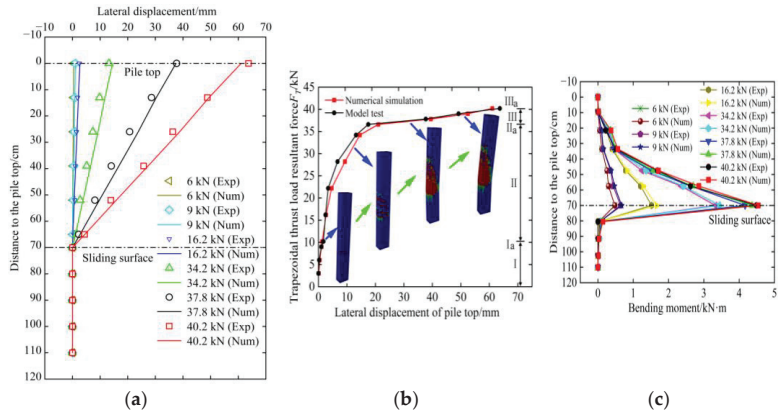 Lateral displacement/mm
−10 0 10 20 30 40 50 60 70
Distance to the pile top/cm
−10
0
10
20
30
40
50
60
70
80
90
100
110
120
Pile top
Sliding surface
6 kN (Exp)
6 kN (Num)
9 kN (Exp)
9 kN (Num)
16.2 kN (Exp)
16.2 kN (Num)
34.2 kN (Exp)
34.2 kN (Num)
37.8 kN (Exp)
37.8 kN (Num)
40.2 kN (Exp)
40.2 kN (Num)
(a)
Trapezoidal thrust load resultant forceFT/kN
45
40
35
30
25
20
15
10
5
0
Numerical simulation
Model test
IIIa
III
IIa
II
Ia
I
0 10 20 30 40 50 60 70
Lateral displacement of pile top/mm
(b)
Distance to the pile top/cm
−10
0
10
20
30
40
50
60
70
80
90
100
110
120
6 kN (Exp)
6 kN (Num)
9 kN (Exp)
9 kN (Num)
16.2 kN (Exp)
16.2 kN (Num)
34.2 kN (Exp)
34.2 kN (Num)
37.8 kN (Exp)
37.8 kN (Num)
40.2 kN (Exp)
40.2 kN (Num)
Sliding surface
0 1 2 3 4 5
Bending moment/kN·m
(c)